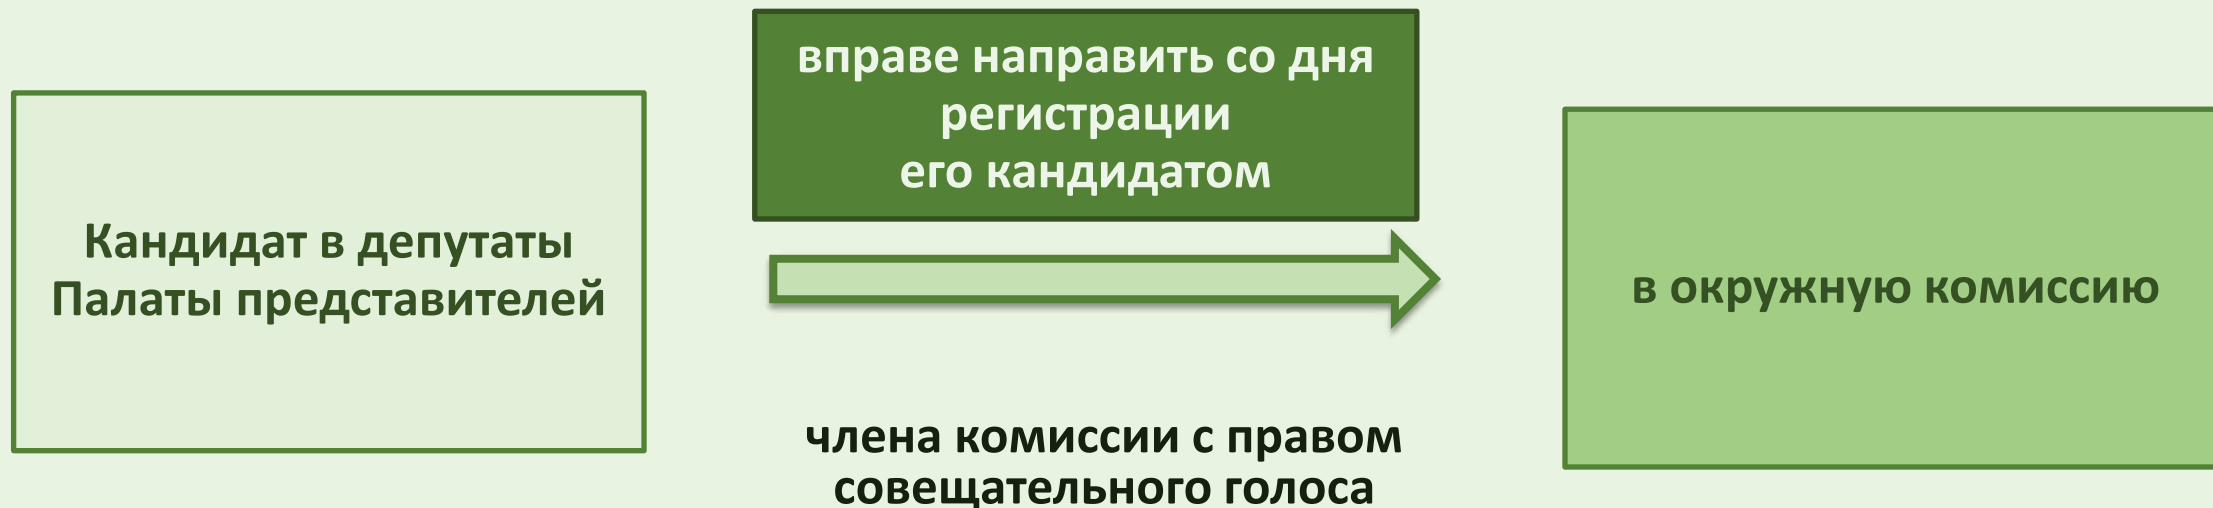 Кандидат в депутаты
Палаты представителей
вправе направить со дня
регистрации
его кандидатом
члена комиссии с правом
совещательного голоса
в окружную комиссию